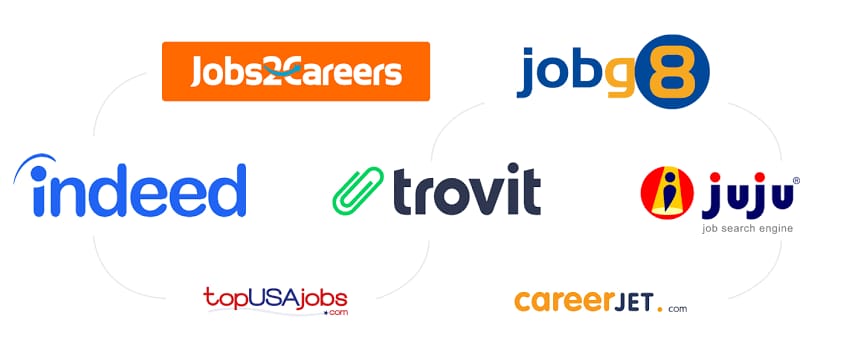 Jobs2Careers
jobg8
indeed
trovit
juju®
job search engine
topUSAjobs
.com
careerJET.com